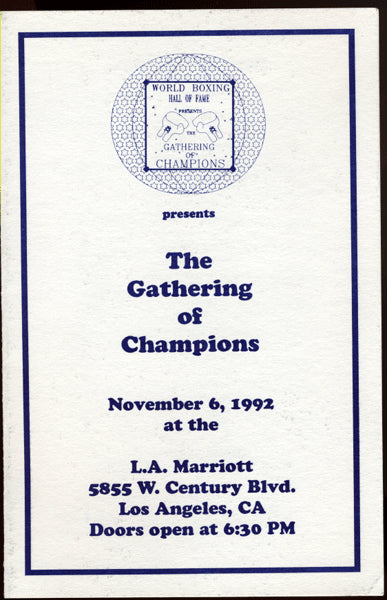 WORLD BOXING
HALL OF FAME
PRESENTS
THE
GATHERING
OF
CHAMPIONS
presents
The
Gathering
of
Champions
November 6, 1992
at the
L.A. Marriott
5855 W. Century Blvd.
Los Angeles, CA
Doors open at 6:30 PM